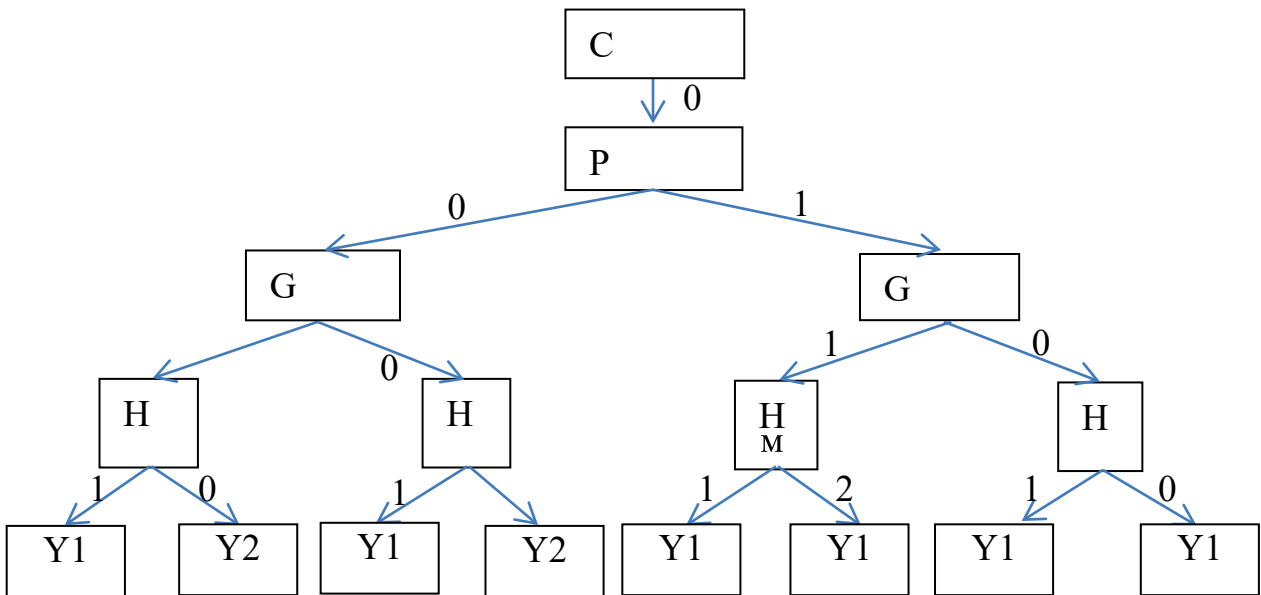 C
0
P
0 1
G G
0 1 0
H H H H
м
1 0 1 1 2 1 0
Y1 Y2 Y1 Y2 Y1 Y1 Y1 Y1